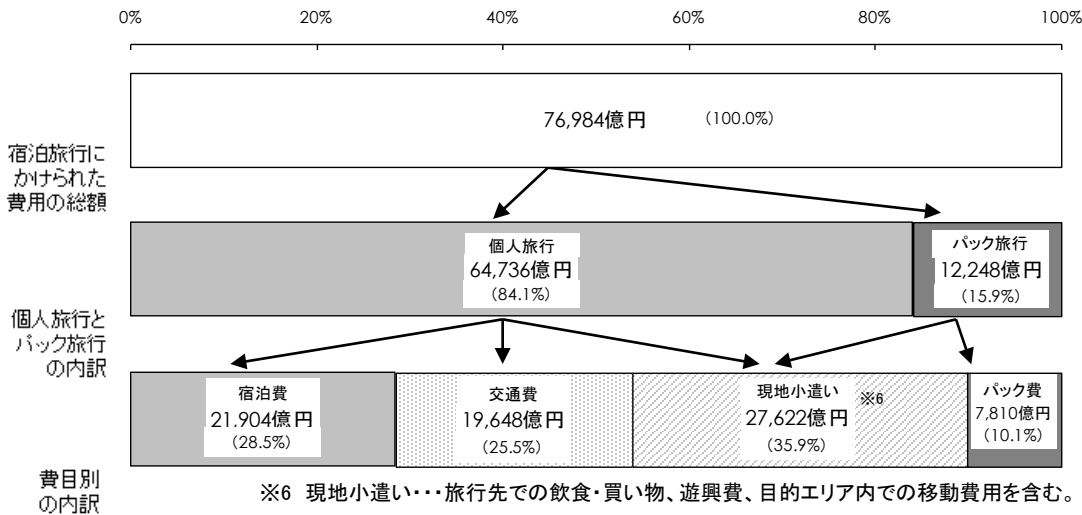 0% 20% 40% 60% 80% 100%
76,984億円 (100.0%)
宿泊旅行に
かけられた
費用の総額
個人旅行
64,736億円
(84.1%)
パック旅行
12,248億円
(15.9%)
個人旅行と
パック旅行
の内訳
宿泊費
21,904億円
(28.5%)
交通費
19,648億円
(25.5%)
現地小遣い ※6
27,622億円
(35.9%)
パック費
7,810億円
(10.1%)
費目別
の内訳
※6 現地小遣い・・・旅行先での飲食・買い物、遊興費、目的エリア内での移動費用を含む。